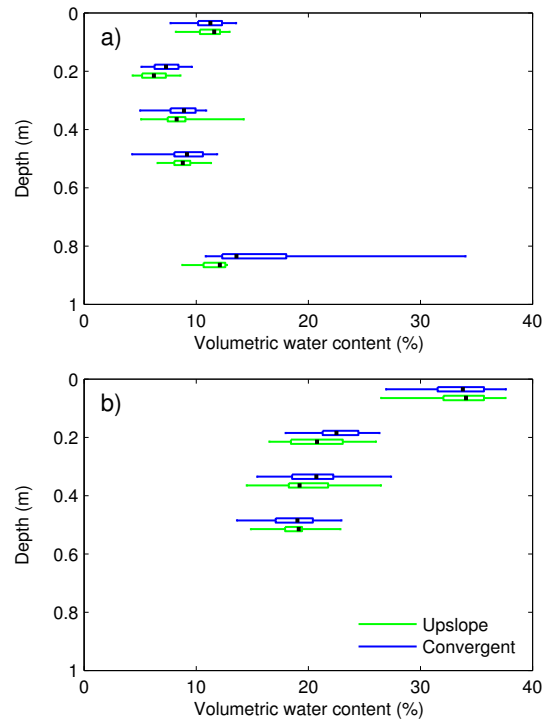 a)
Depth (m)
0
0.2
0.4
0.6
0.8
1
0 10 20 30 40
Volumetric water content (%)
b)
Depth (m)
0
0.2
0.4
0.6
0.8
1
Upslope
Convergent
0 10 20 30 40
Volumetric water content (%)